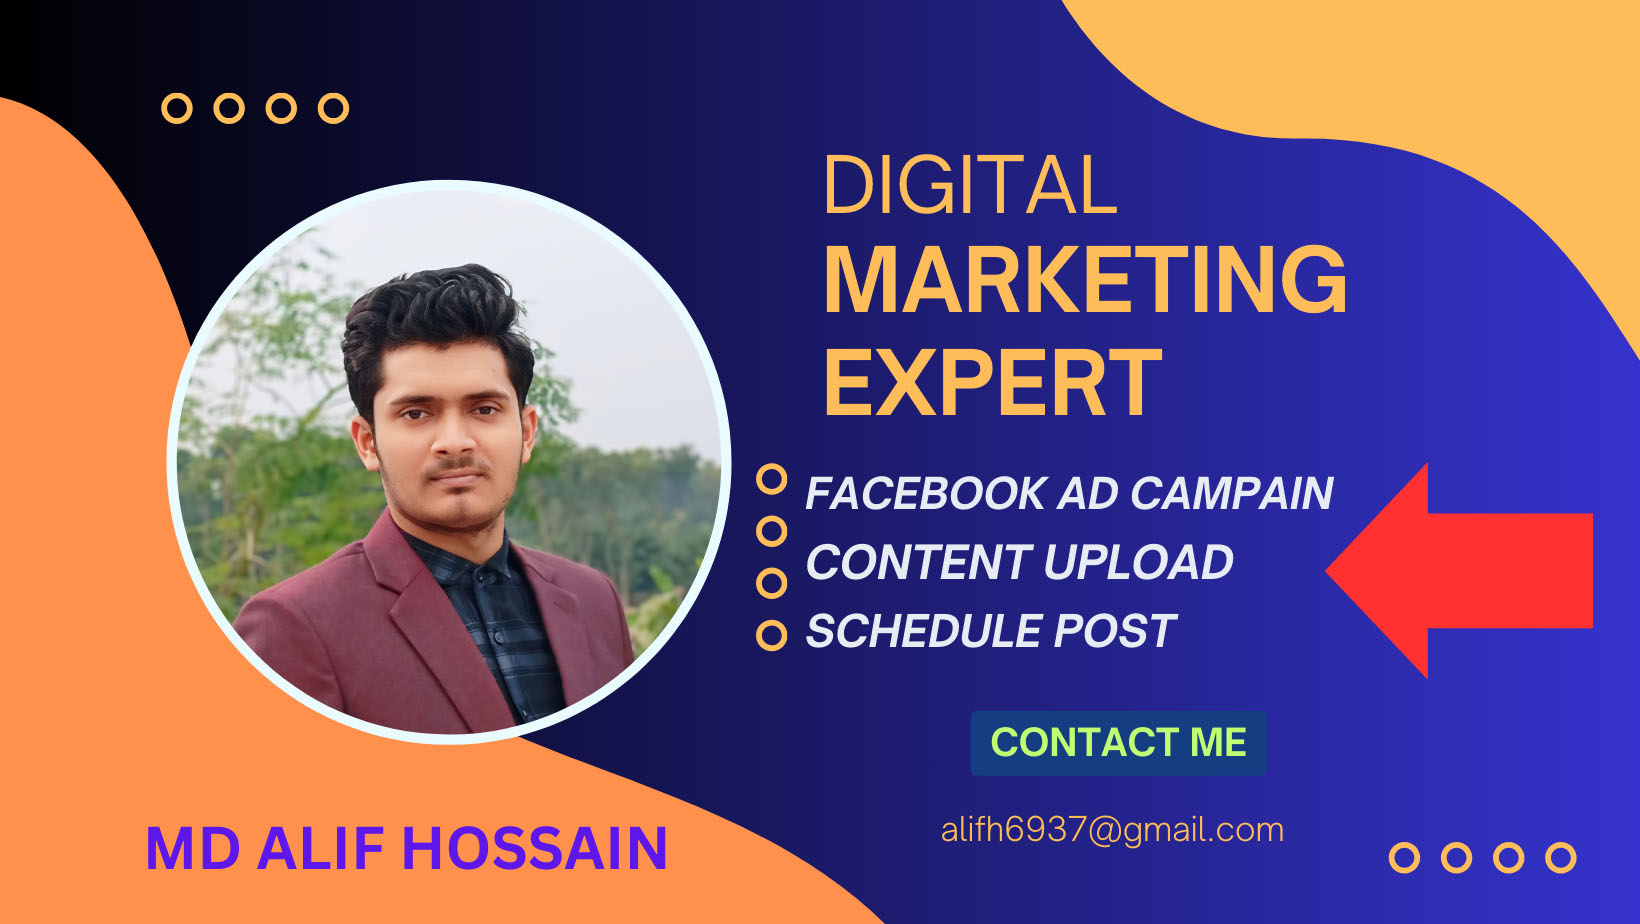 DIGITAL
MARKETING
EXPERT
FACEBOOK AD CAMPAIN
CONTENT UPLOAD
SCHEDULE POST
CONTACT ME
alifh6937@gmail.com
MD ALIF HOSSAIN